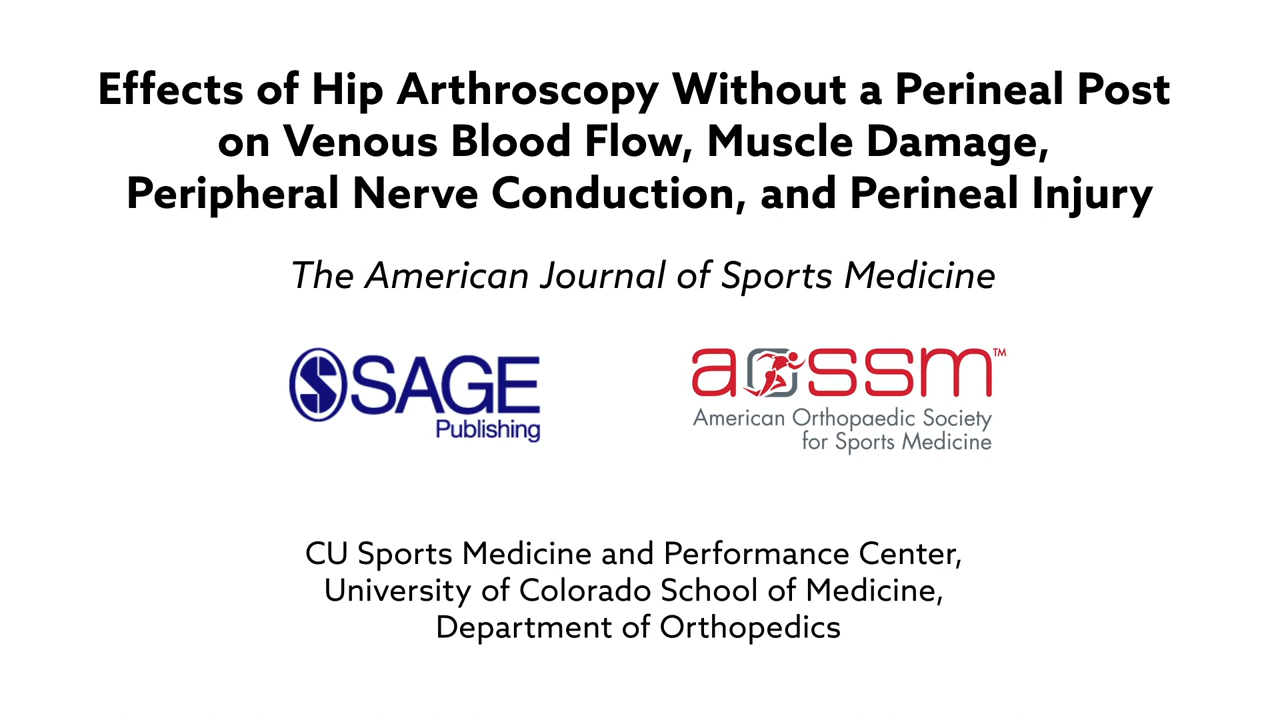 Effects of Hip Arthroscopy Without a Perineal Post
on Venous Blood Flow, Muscle Damage,
Peripheral Nerve Conduction, and Perineal Injury
The American Journal of Sports Medicine
SAGE
Publishing
aossm™
American Orthopaedic Society
for Sports Medicine
CU Sports Medicine and Performance Center,
University of Colorado School of Medicine,
Department of Orthopedics